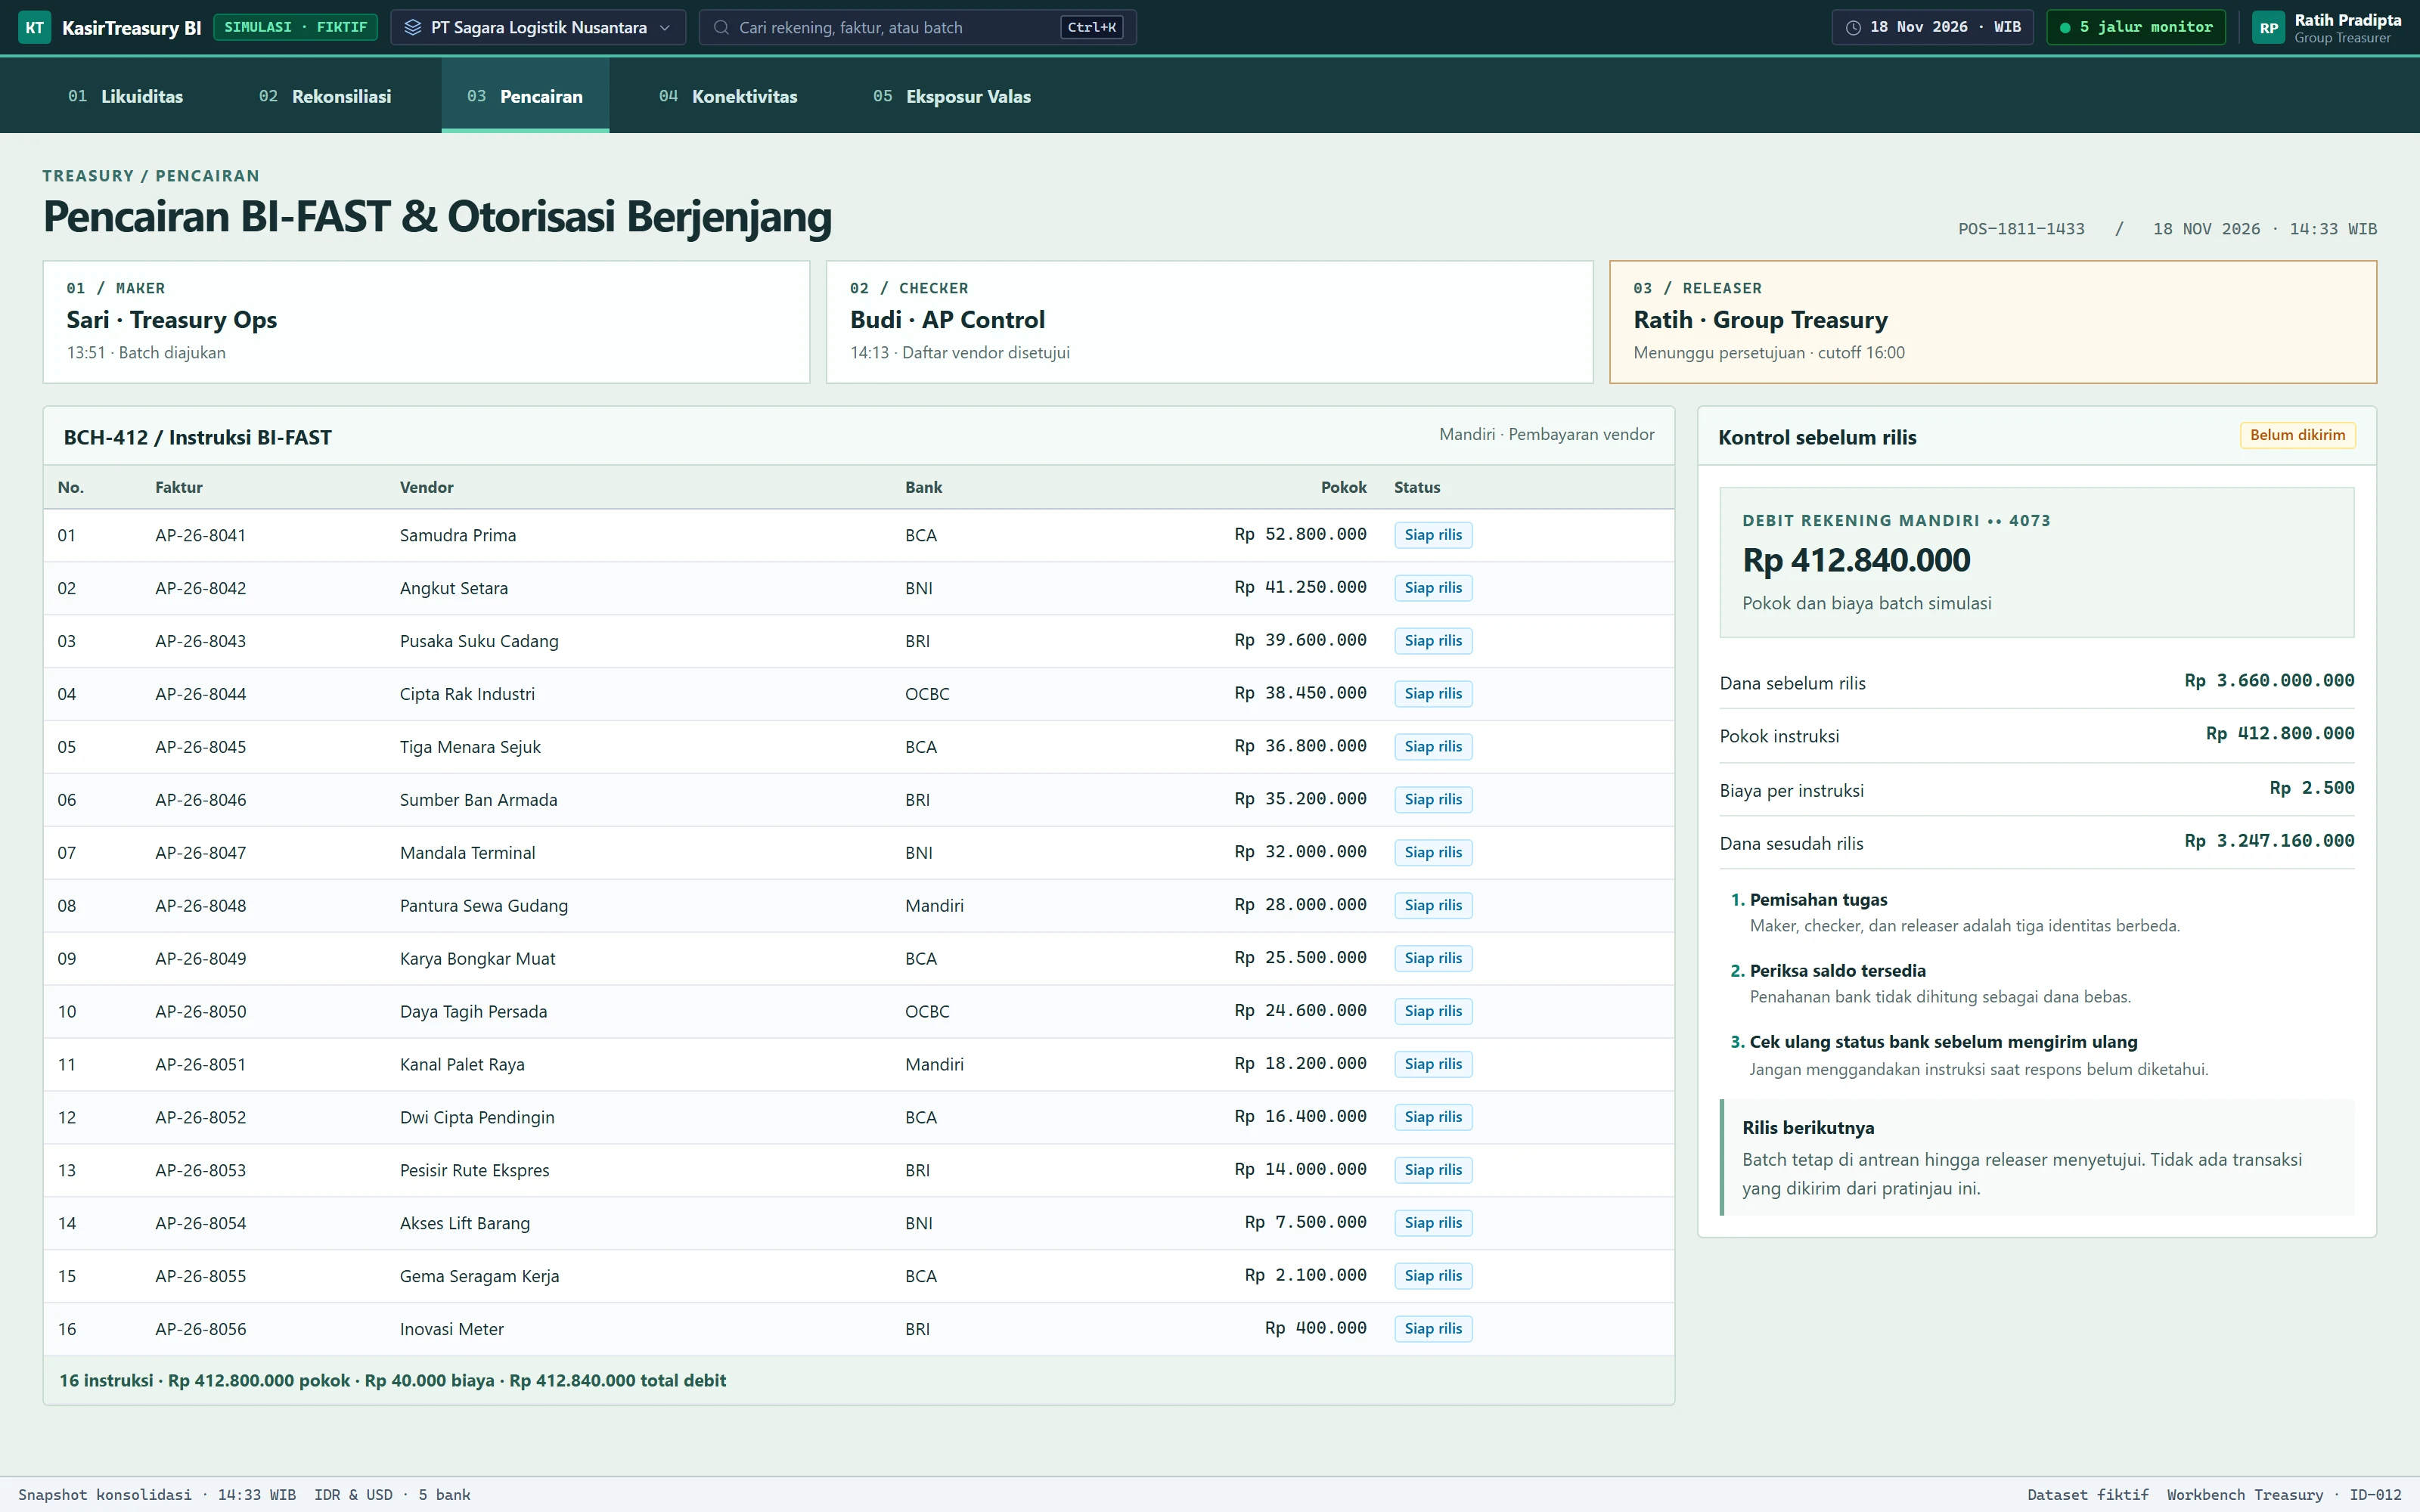 KT KasirTreasury BI SIMULASI · FIKTIF PT Sagara Logistik Nusantara Cari rekening, faktur, atau batch Ctrl+K 18 Nov 2026 · WIB 5 jalur monitor RP Ratih Pradipta
Group Treasurer
01 Likuiditas 02 Rekonsiliasi 03 Pencairan 04 Konektivitas 05 Eksposur Valas
TREASURY / PENCAIRAN
Pencairan BI-FAST & Otorisasi Berjenjang
POS-1811-1433 / 18 NOV 2026 · 14:33 WIB
01 / MAKER
Sari · Treasury Ops
13:51 · Batch diajukan
02 / CHECKER
Budi · AP Control
14:13 · Daftar vendor disetujui
03 / RELEASER
Ratih · Group Treasury
Menunggu persetujuan · cutoff 16:00
BCH-412 / Instruksi BI-FAST Mandiri · Pembayaran vendor
No. Faktur Vendor Bank Pokok Status
01 AP-26-8041 Samudra Prima BCA Rp 52.800.000 Siap rilis
02 AP-26-8042 Angkut Setara BNI Rp 41.250.000 Siap rilis
03 AP-26-8043 Pusaka Suku Cadang BRI Rp 39.600.000 Siap rilis
04 AP-26-8044 Cipta Rak Industri OCBC Rp 38.450.000 Siap rilis
05 AP-26-8045 Tiga Menara Sejuk BCA Rp 36.800.000 Siap rilis
06 AP-26-8046 Sumber Ban Armada BRI Rp 35.200.000 Siap rilis
07 AP-26-8047 Mandala Terminal BNI Rp 32.000.000 Siap rilis
08 AP-26-8048 Pantura Sewa Gudang Mandiri Rp 28.000.000 Siap rilis
09 AP-26-8049 Karya Bongkar Muat BCA Rp 25.500.000 Siap rilis
10 AP-26-8050 Daya Tagih Persada OCBC Rp 24.600.000 Siap rilis
11 AP-26-8051 Kanal Palet Raya Mandiri Rp 18.200.000 Siap rilis
12 AP-26-8052 Dwi Cipta Pendingin BCA Rp 16.400.000 Siap rilis
13 AP-26-8053 Pesisir Rute Ekspres BRI Rp 14.000.000 Siap rilis
14 AP-26-8054 Akses Lift Barang BNI Rp 7.500.000 Siap rilis
15 AP-26-8055 Gema Seragam Kerja BCA Rp 2.100.000 Siap rilis
16 AP-26-8056 Inovasi Meter BRI Rp 400.000 Siap rilis
16 instruksi · Rp 412.800.000 pokok · Rp 40.000 biaya · Rp 412.840.000 total debit
Kontrol sebelum rilis Belum dikirim
DEBIT REKENING MANDIRI •• 4073
Rp 412.840.000
Pokok dan biaya batch simulasi
Dana sebelum rilis Rp 3.660.000.000
Pokok instruksi Rp 412.800.000
Biaya per instruksi Rp 2.500
Dana sesudah rilis Rp 3.247.160.000
1. Pemisahan tugas
Maker, checker, dan releaser adalah tiga identitas berbeda.
2. Periksa saldo tersedia
Penahanan bank tidak dihitung sebagai dana bebas.
3. Cek ulang status bank sebelum mengirim ulang
Jangan menggandakan instruksi saat respons belum diketahui.
Rilis berikutnya
Batch tetap di antrean hingga releaser menyetujui. Tidak ada transaksi
yang dikirim dari pratinjau ini.
Snapshot konsolidasi · 14:33 WIB IDR & USD · 5 bank Dataset fiktif Workbench Treasury · ID-012